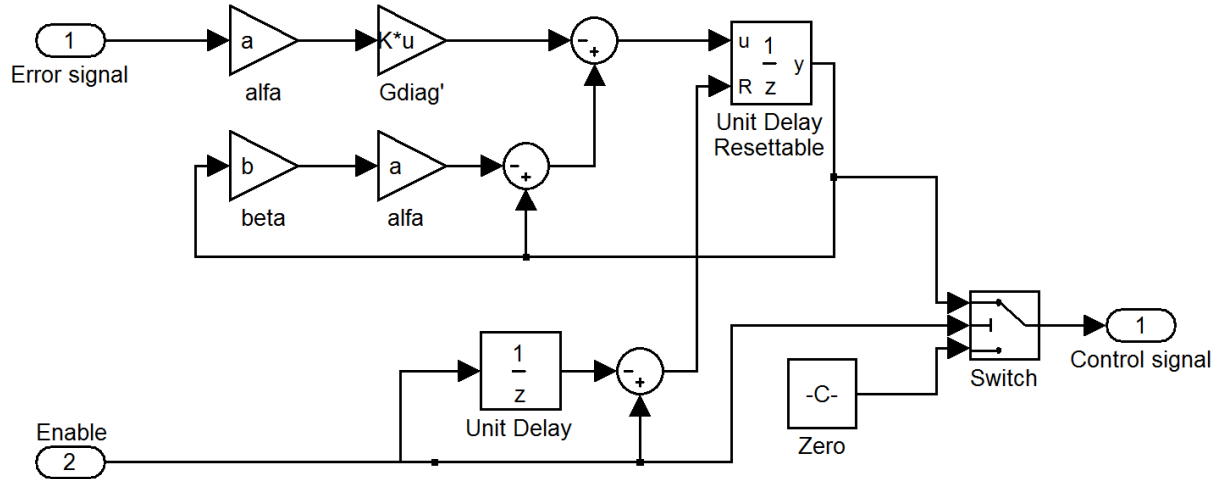 1
Error signal
a
alfa
K*u
Gdiag'
-
+
u
R
1
z
y
Unit Delay
Resettable
b
beta
a
alfa
-
+
Enable
2
1
z
Unit Delay
-
+
-C-
Zero
Switch
1
Control signal